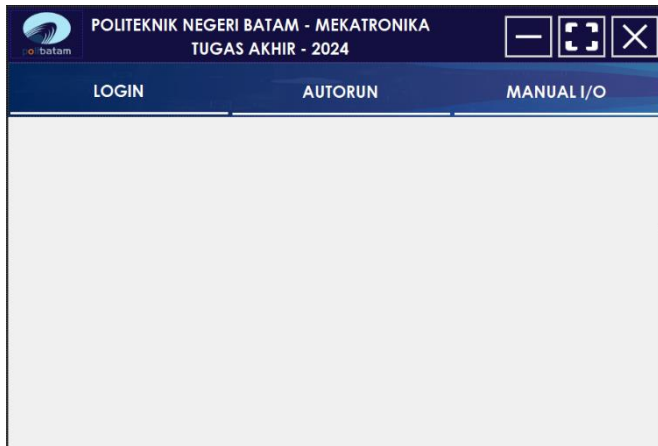 POLITEKNIK NEGERI BATAM - MEKATRONIKA
TUGAS AKHIR - 2024
polibatam
LOGIN AUTORUN MANUAL I/O